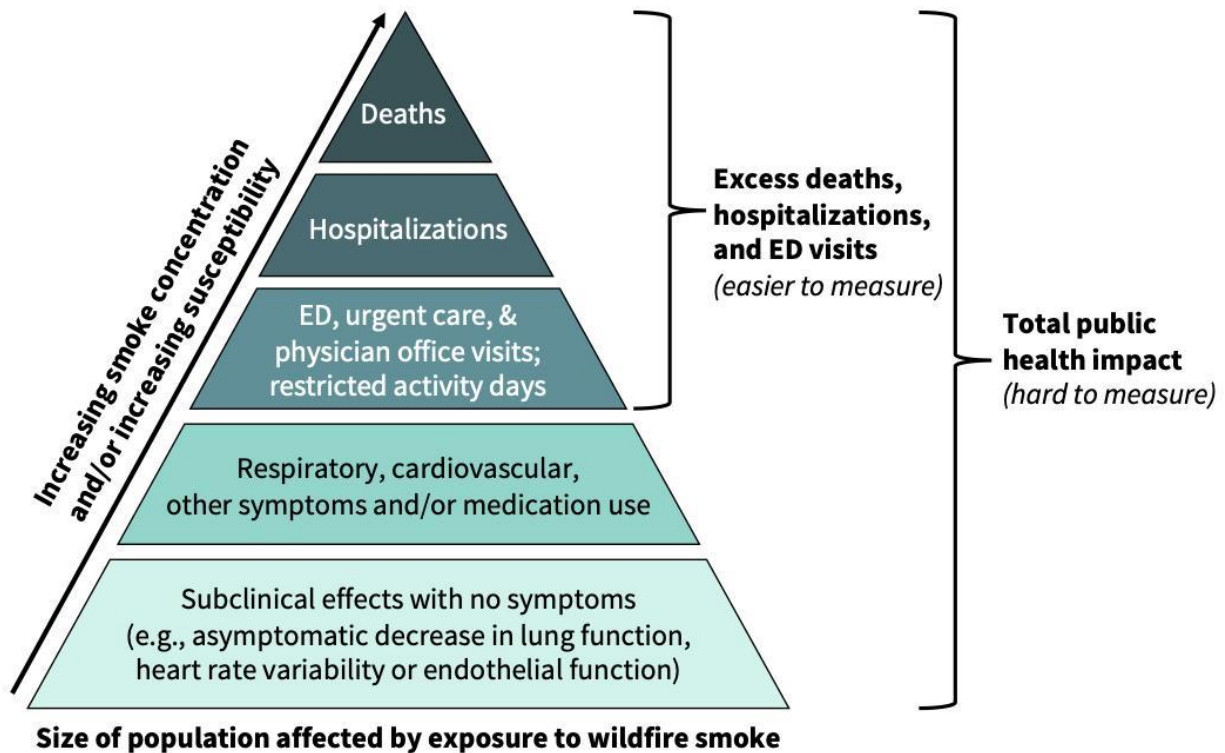 Increasing smoke concentration
and/or increasing susceptibility
Deaths
Hospitalizations
ED, urgent care, &
physician office visits;
restricted activity days
Respiratory, cardiovascular,
other symptoms and/or medication use
Subclinical effects with no symptoms
(e.g., asymptomatic decrease in lung function,
heart rate variability or endothelial function)
Size of population affected by exposure to wildfire smoke
Excess deaths,
hospitalizations,
and ED visits
(easier to measure)
Total public
health impact
(hard to measure)